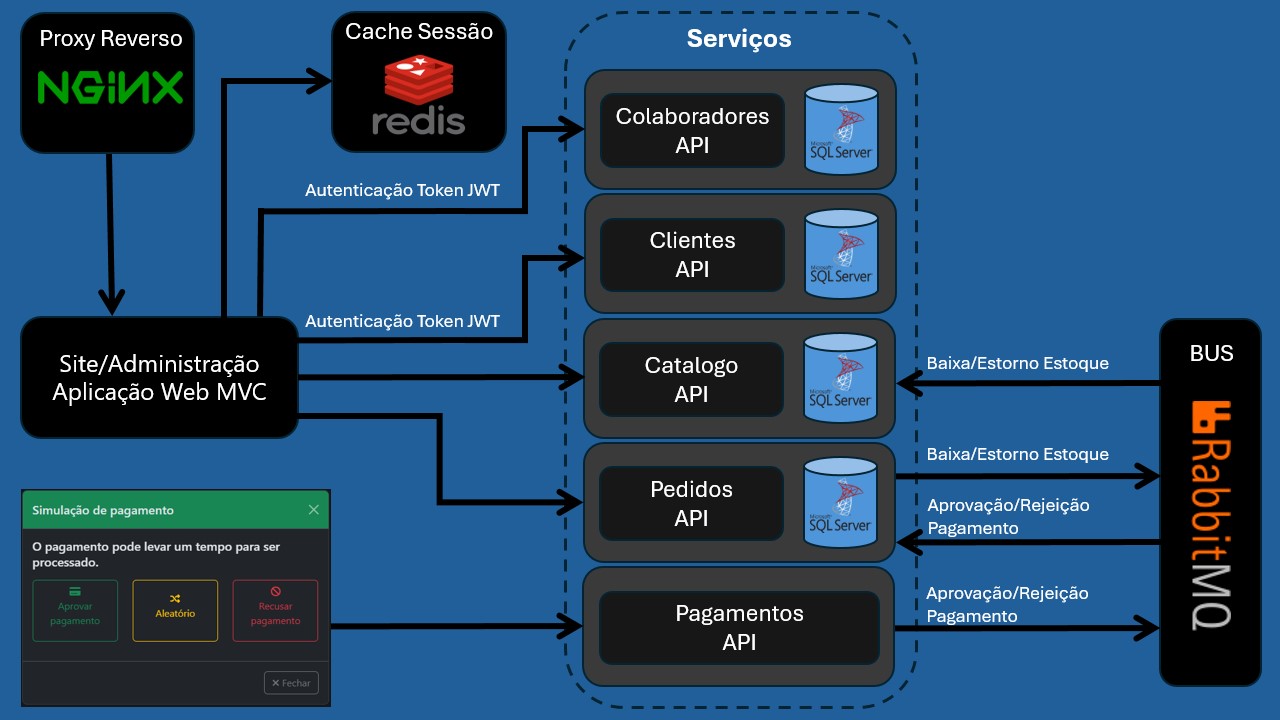 Proxy Reverso
NGINX
Cache Sessão
redis
Serviços
Colaboradores
API
Microsoft
SQL Server
Autenticação Token JWT
Clientes
API
Microsoft
SQL Server
Autenticação Token JWT
Site/Administração
Aplicação Web MVC
Catalogo
API
Microsoft
SQL Server
Baixa/Estorno Estoque
BUS
RabbitMQ
Pedidos
API
Microsoft
SQL Server
Baixa/Estorno Estoque
Aprovação/Rejeição
Pagamento
Simulação de pagamento
O pagamento pode levar um tempo para ser
processado.
Aprovar
pagamento
Aleatório
Recusar
pagamento
Fechar
Pagamentos
API
Aprovação/Rejeição
Pagamento